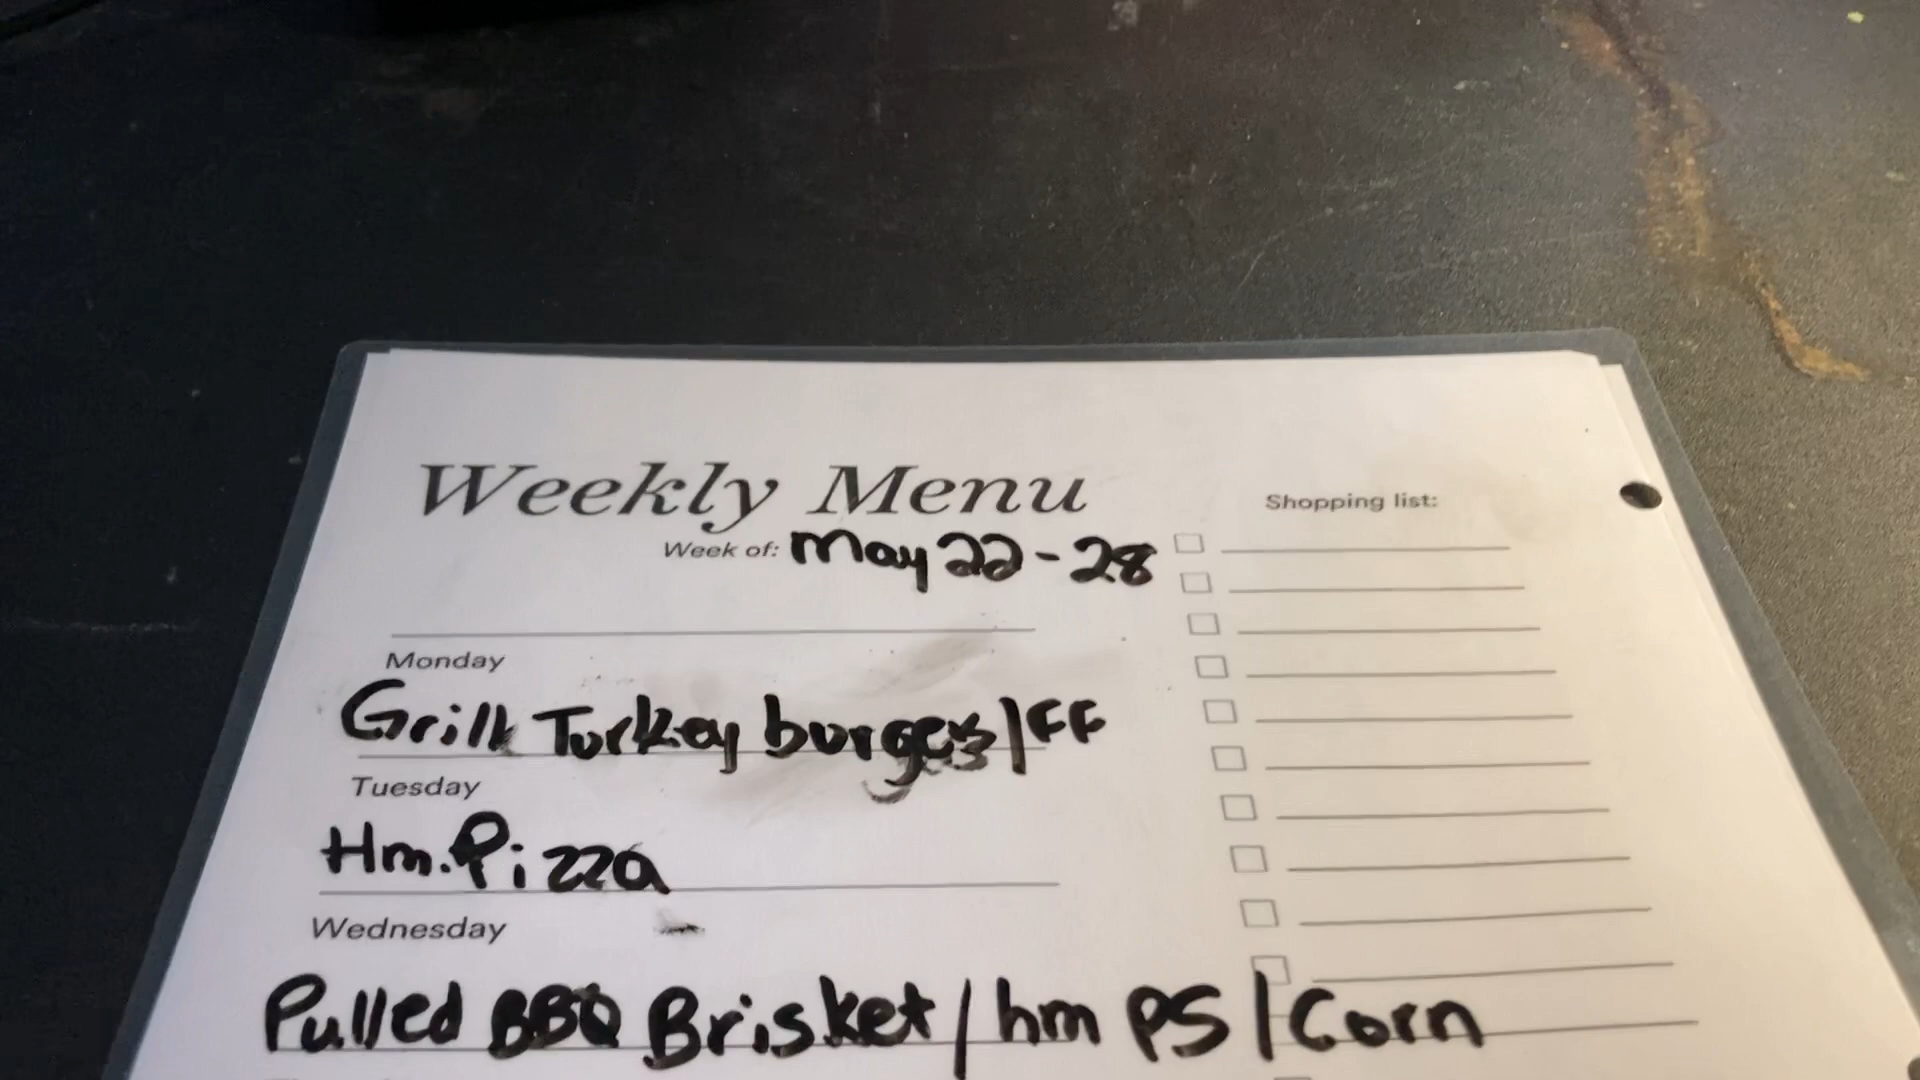 Weekly Menu
Shopping list:
Week of: May 22-28
Monday
Grill Turkey burgers/FF
Tuesday
Hm. Pizza
Wednesday
Pulled BBQ Brisket/hm PS/Corn